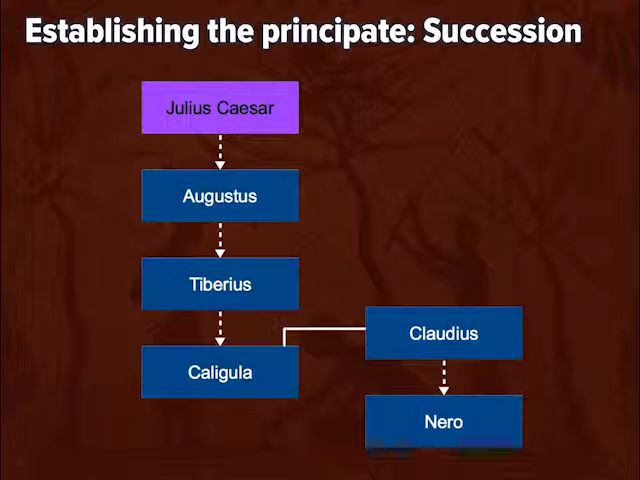 Establishing the principate: Succession
Julius Caesar
Augustus
Tiberius
Claudius
Caligula
Nero